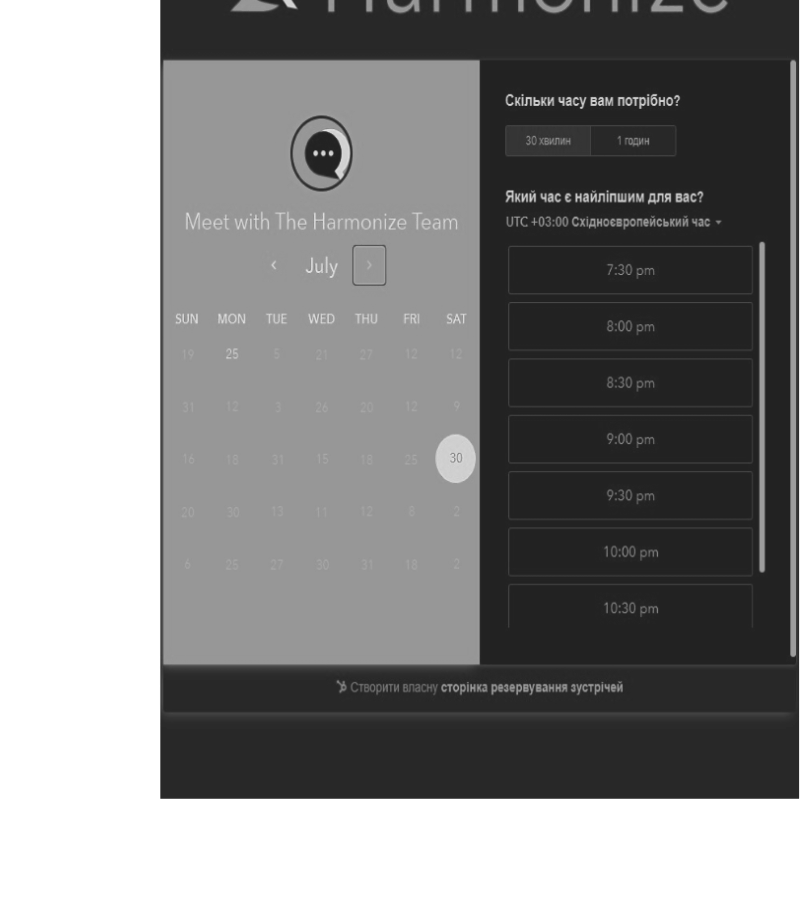 Harmonize
Скільки часу вам потрібно?
30 хвилин 1 годин
Meet with The Harmonize Team
July
SUN MON TUE WED THU FRI SAT
19 25 5 21 27 12 12
31 12 3 26 20 12 9
16 18 31 15 18 25 30
20 30 13 11 12 8 2
6 25 27 30 31 18 2
Який час є найліпшим для вас?
UTC +03:00 Східноєвропейський час
7:30 pm
8:00 pm
8:30 pm
9:00 pm
9:30 pm
10:00 pm
10:30 pm
Створити власну сторінка резервування зустрічей